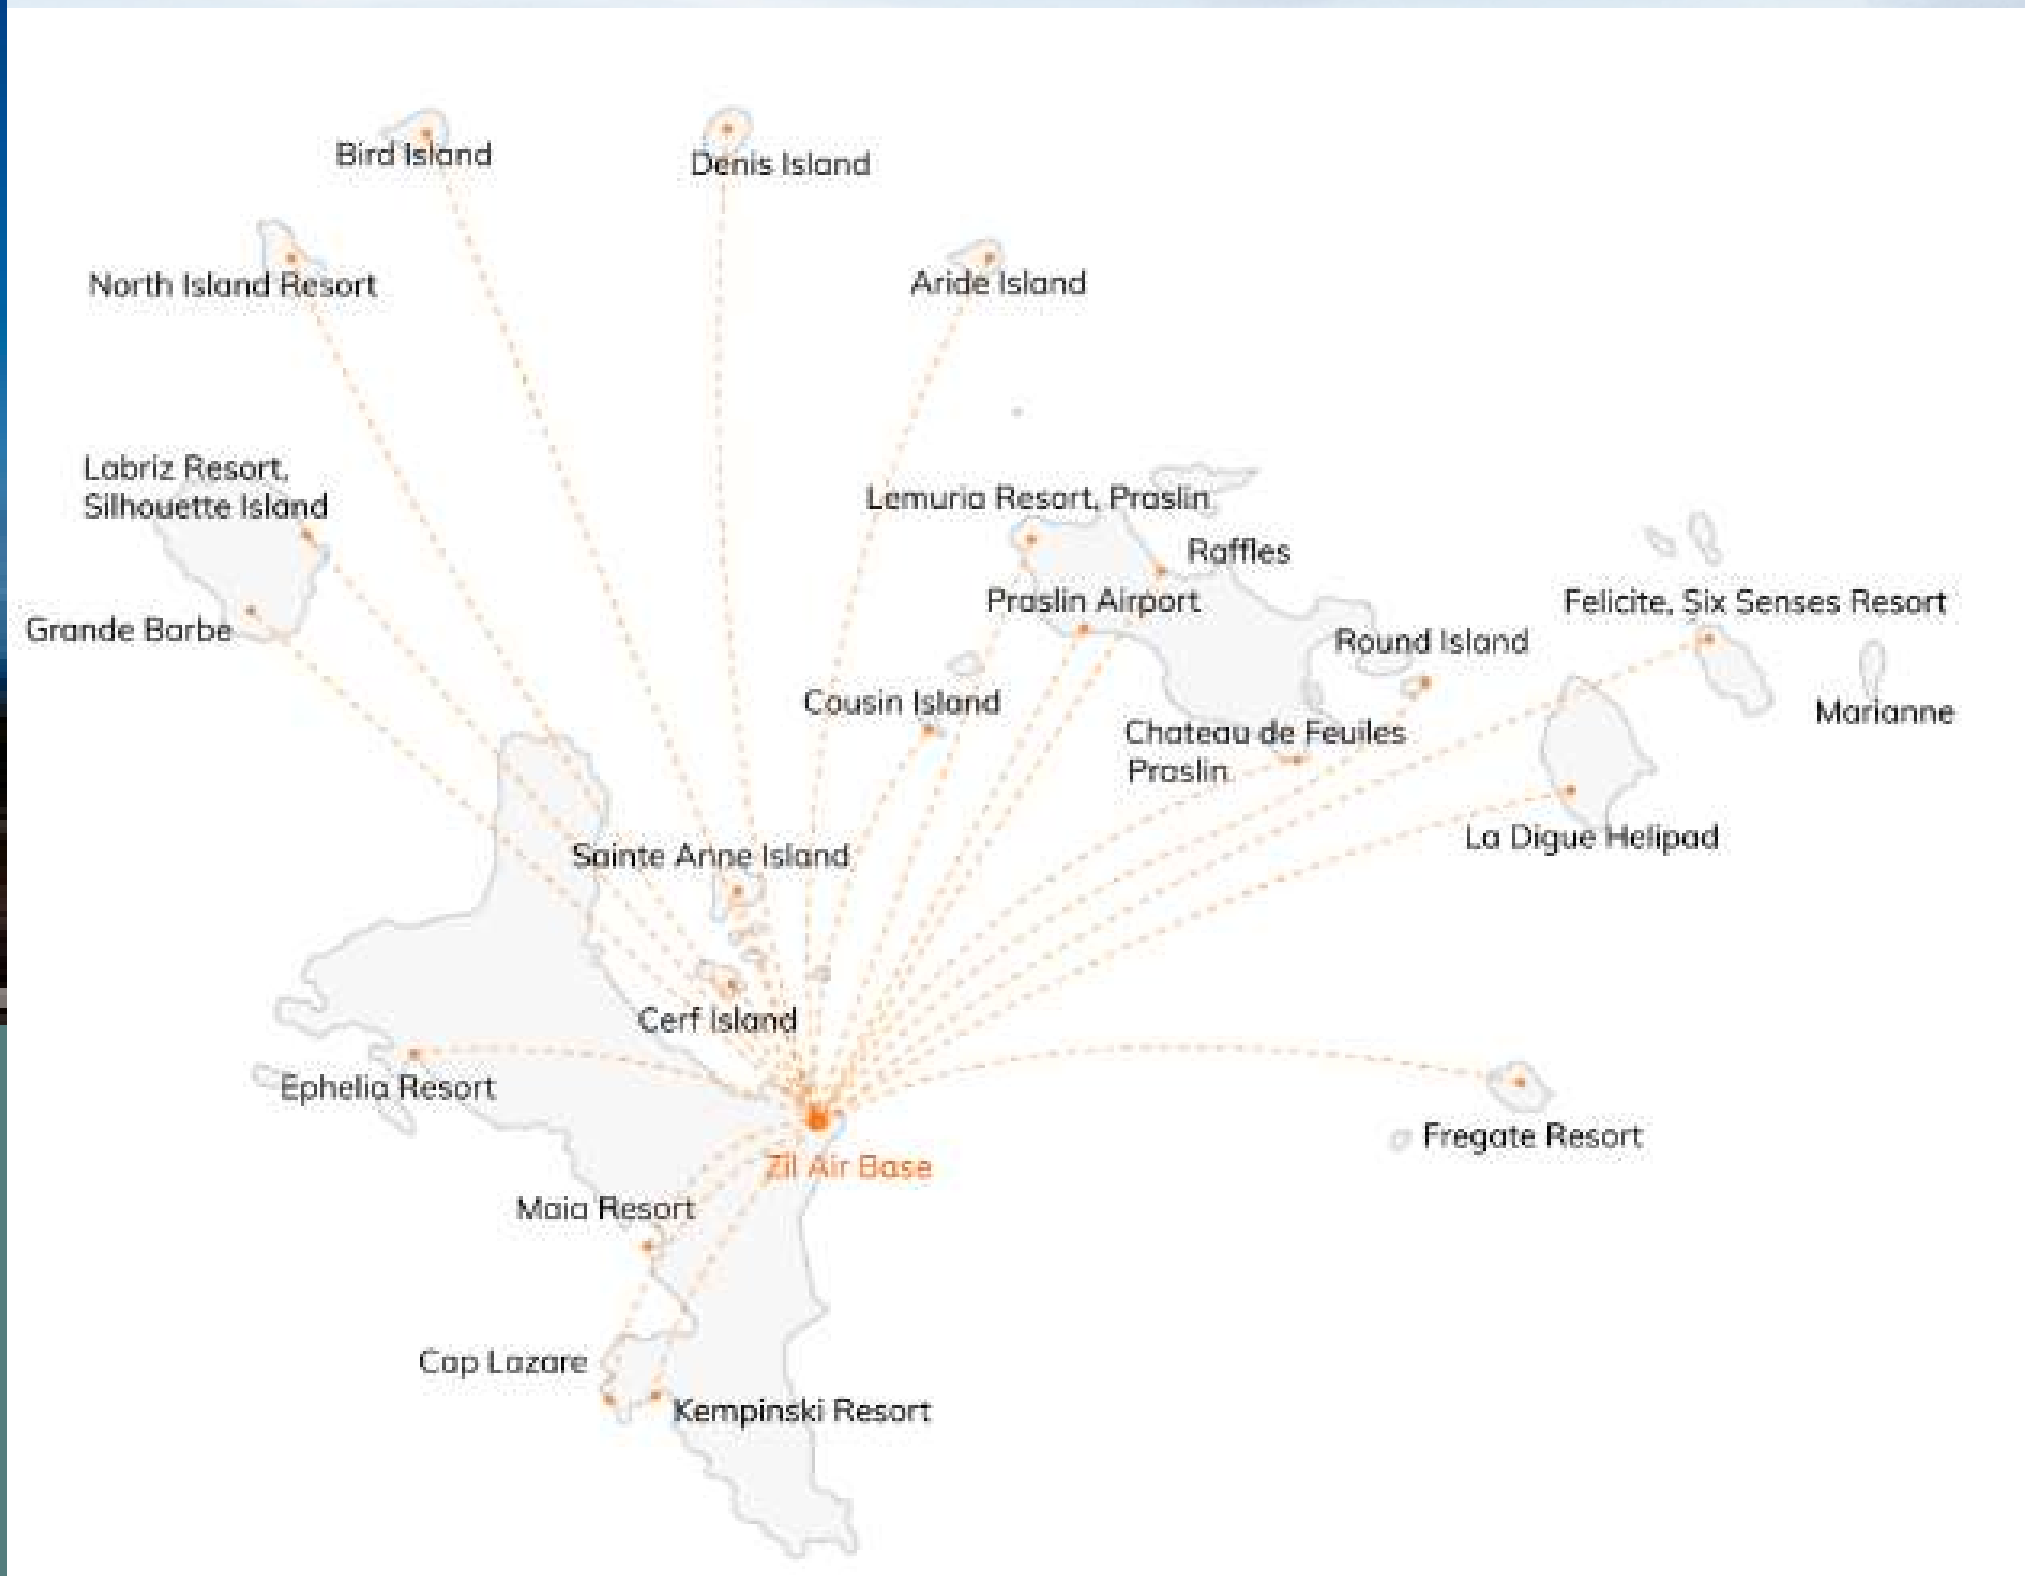 Bird Island
Denis Island
North Island Resort
Aride Island
Labriz Resort,
Silhouette Island
Lemuria Resort, Praslin
Raffles
Praslin Airport
Felicite, Six Senses Resort
Grande Barbe
Round Island
Cousin Island
Marianne
Chateau de Feuiles
Praslin
La Digue Helipad
Sainte Anne Island
Cerf Island
Ephelia Resort
Fregate Resort
Zil Air Base
Maia Resort
Cap Lazare
Kempinski Resort